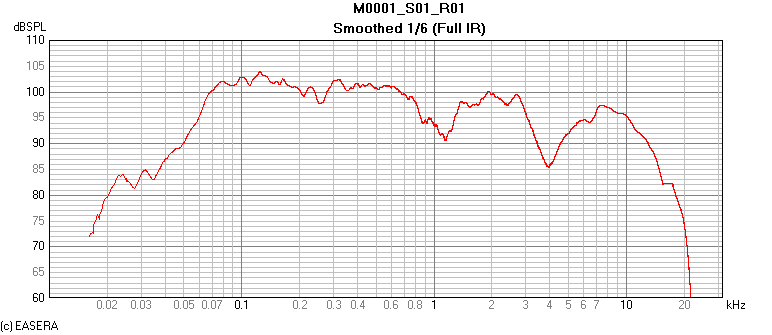 M0001_S01_R01
dBSPL
Smoothed 1/6 (Full IR)
110
105
100
95
90
85
80
75
70
65
60
0.02 0.03 0.05 0.07 0.1 0.2 0.3 0.4 0.6 0.8 1 2 3 4 5 6 7 10 20 kHz
(c) EASERA